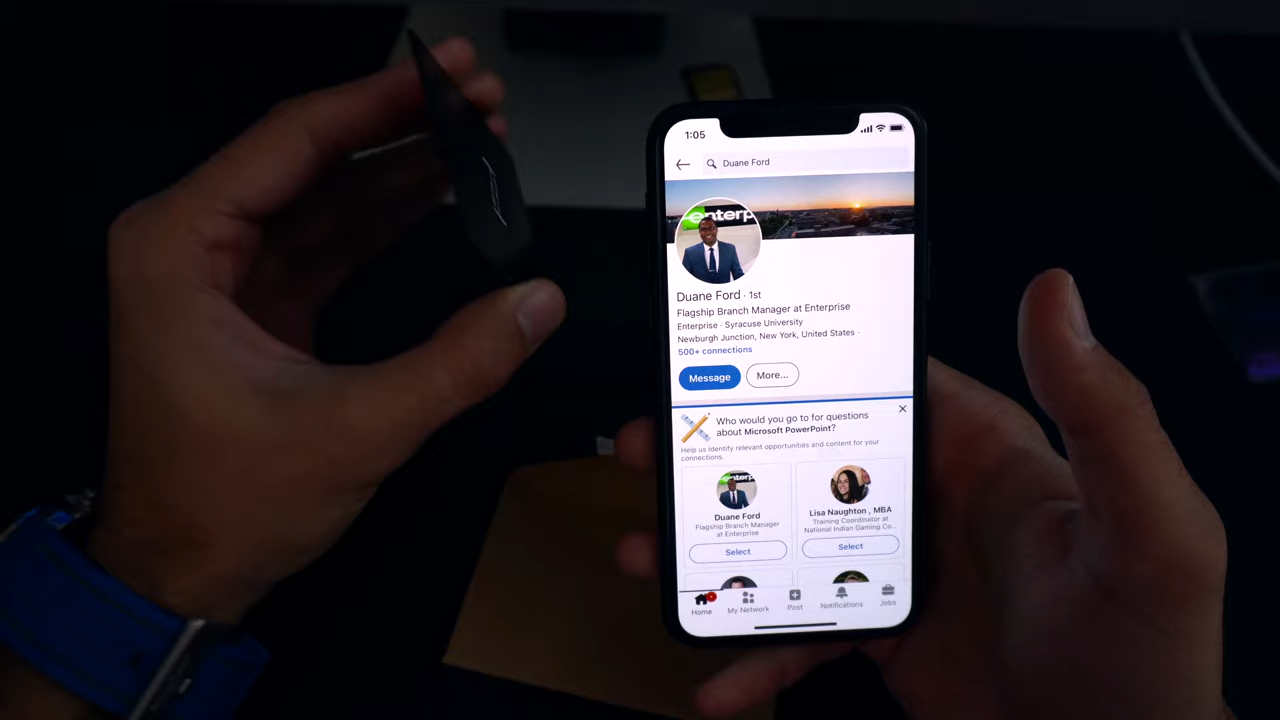 1:05
Duane Ford
enterp
Duane Ford · 1st
Flagship Branch Manager at Enterprise
Enterprise · Syracuse University
Newburgh Junction, New York, United States ·
500+ connections
Message
More...
Who would you go to for questions
about Microsoft PowerPoint?
Help us identify relevant opportunities and content for your
connections.
enterp
Duane Ford
Flagship Branch Manager
at Enterprise
Select
Lisa Naughton , MBA
Training Coordinator at
National Indian Gaming Co...
Select
Home
My Network
Post
Notifications
Jobs